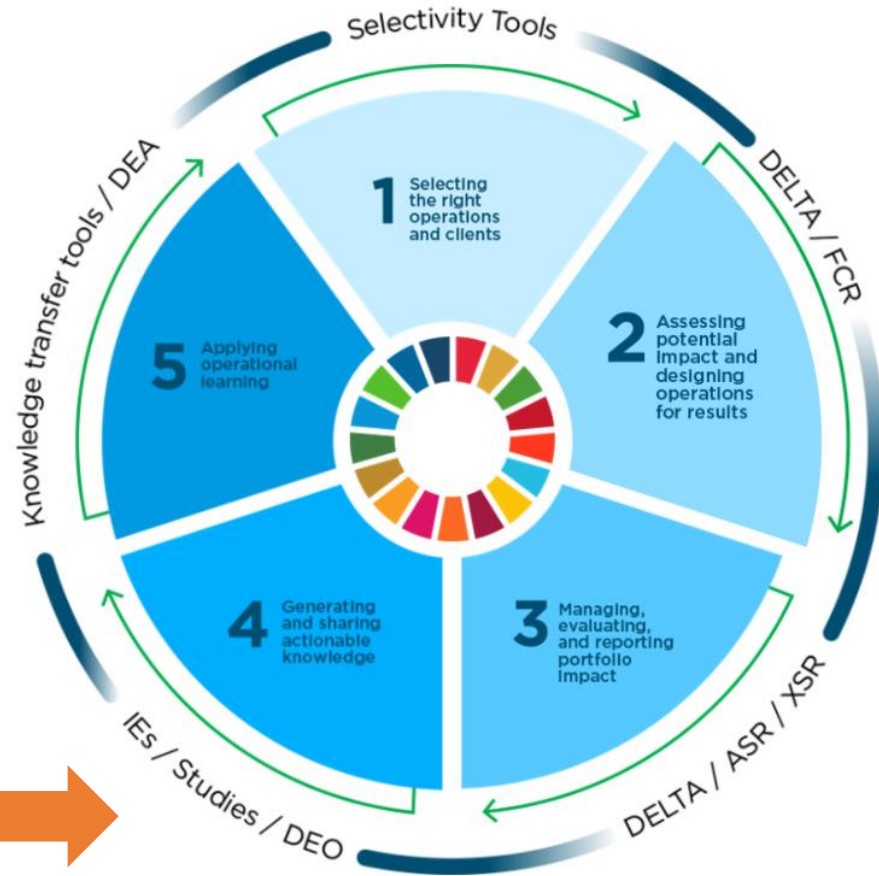 Selectivity Tools
1
Selecting
the right
operations
and clients
DELTA / FCR
2
Assessing
potential
impact and
designing
operations
for results
DELTA / ASR / XSR
3
Managing,
evaluating,
and reporting
portfolio
impact
IEs / Studies / DEO
4
Generating
and sharing
actionable
knowledge
Knowledge transfer tools / DEA
5
Applying
operational
learning